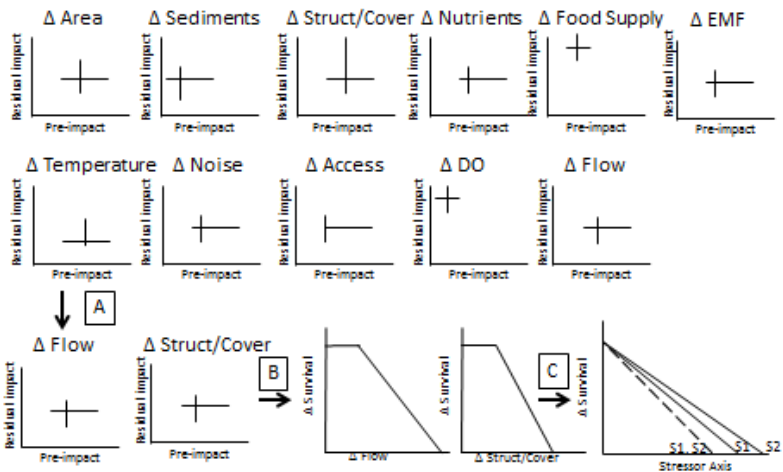 Δ Area Δ Sediments Δ Struct/Cover Δ Nutrients Δ Food Supply Δ EMF
Residual impact Residual impact Residual impact Residual impact Residual impact Residual impact
Pre-impact Pre-impact Pre-impact Pre-impact Pre-impact Pre-impact
Δ Temperature Δ Noise Δ Access Δ DO Δ Flow
Residual impact Residual impact Residual impact Residual impact Residual impact
Pre-impact Pre-impact Pre-impact Pre-impact Pre-impact
A
Δ Flow Δ Struct/Cover
Residual impact Residual impact B Δ Survival Δ Survival C Δ Survival
S1, S2 S1 S2
Pre-impact Pre-impact Δ Flow Δ Struct/Cover Stressor Axis